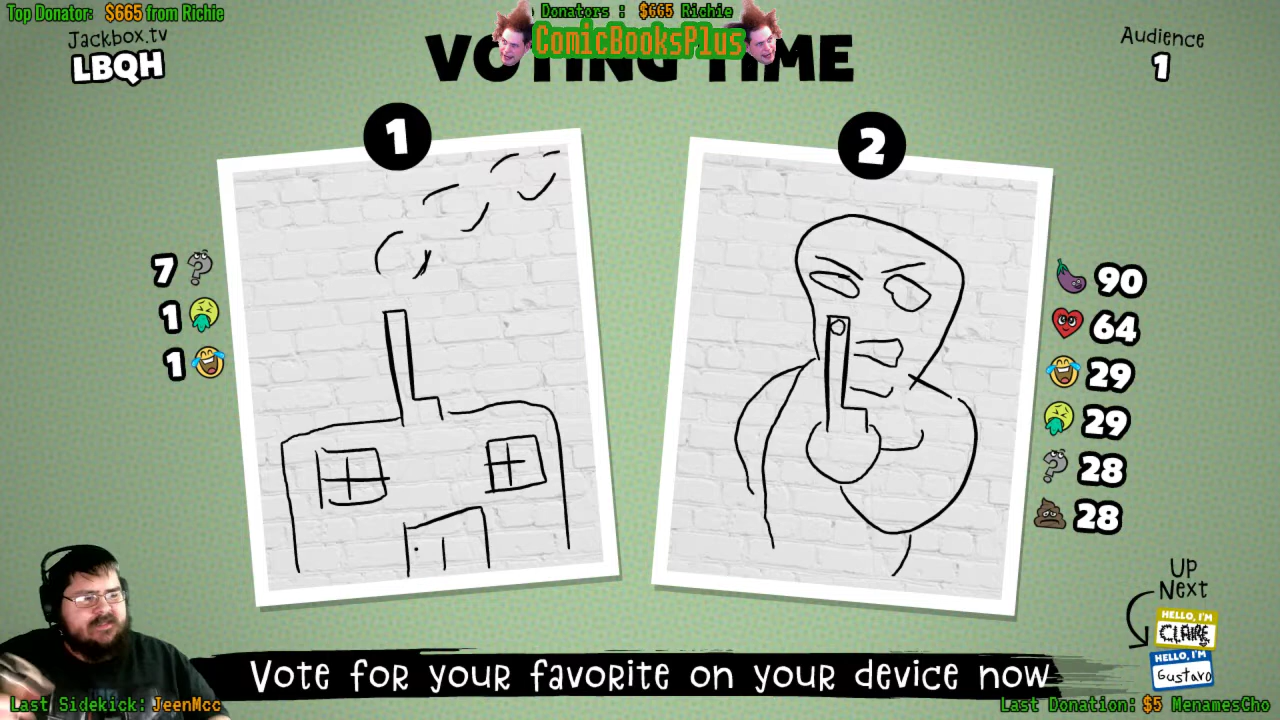 Top Donator: $665 from Richie
Donators : $665 Richie
ComicBooksPlus
Jackbox.tv
LBQH
VOTING TIME
Audience
1
1
2
7
1
1
90
64
29
29
28
28
UP
NEXT
HELLO, I'M
CLAIRE
HELLO, I'M
Gustavo
Vote for your favorite on your device now
Last Sidekick: JeenMcc
Last Donation: $5 MenamesCho